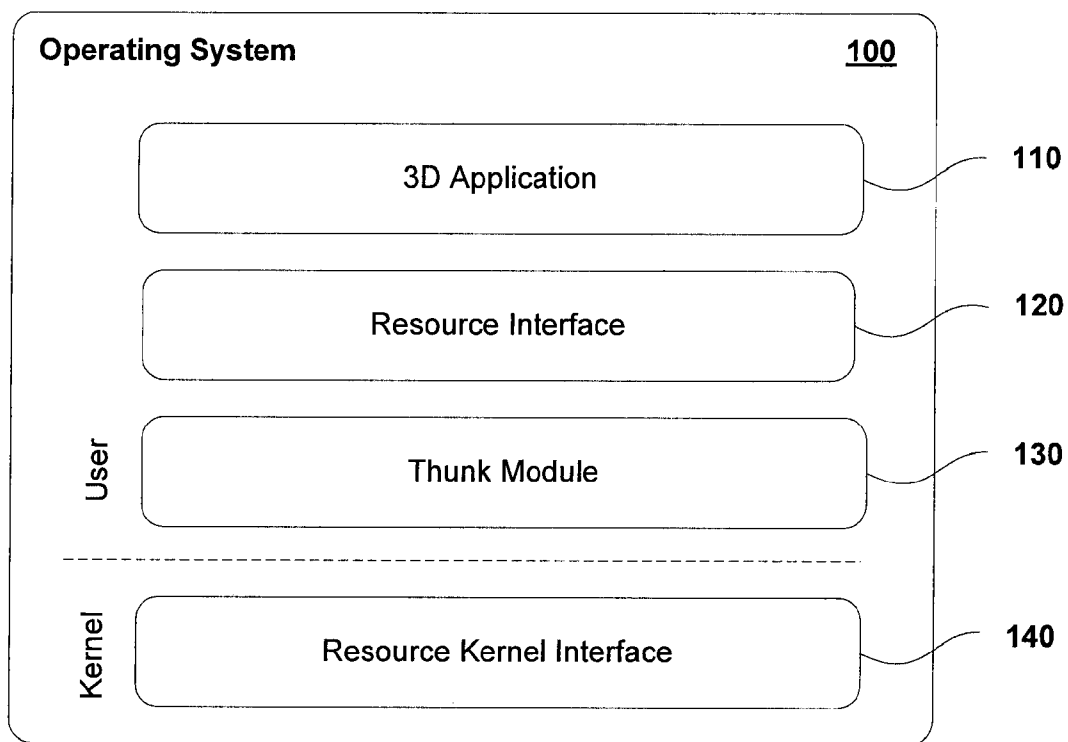 Operating System 100
3D Application 110
Resource Interface 120
User
Thunk Module 130
Kernel
Resource Kernel Interface 140